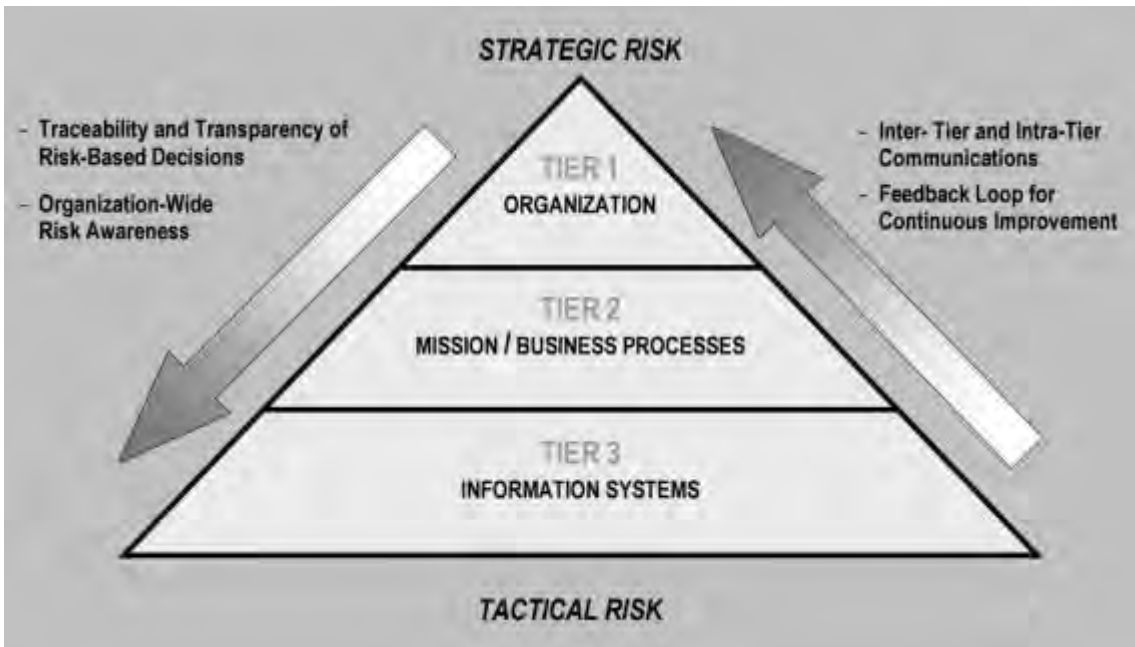 STRATEGIC RISK
– Traceability and Transparency of
Risk-Based Decisions
– Organization-Wide
Risk Awareness
– Inter- Tier and Intra-Tier
Communications
– Feedback Loop for
Continuous Improvement
TIER 1
ORGANIZATION
TIER 2
MISSION / BUSINESS PROCESSES
TIER 3
INFORMATION SYSTEMS
TACTICAL RISK